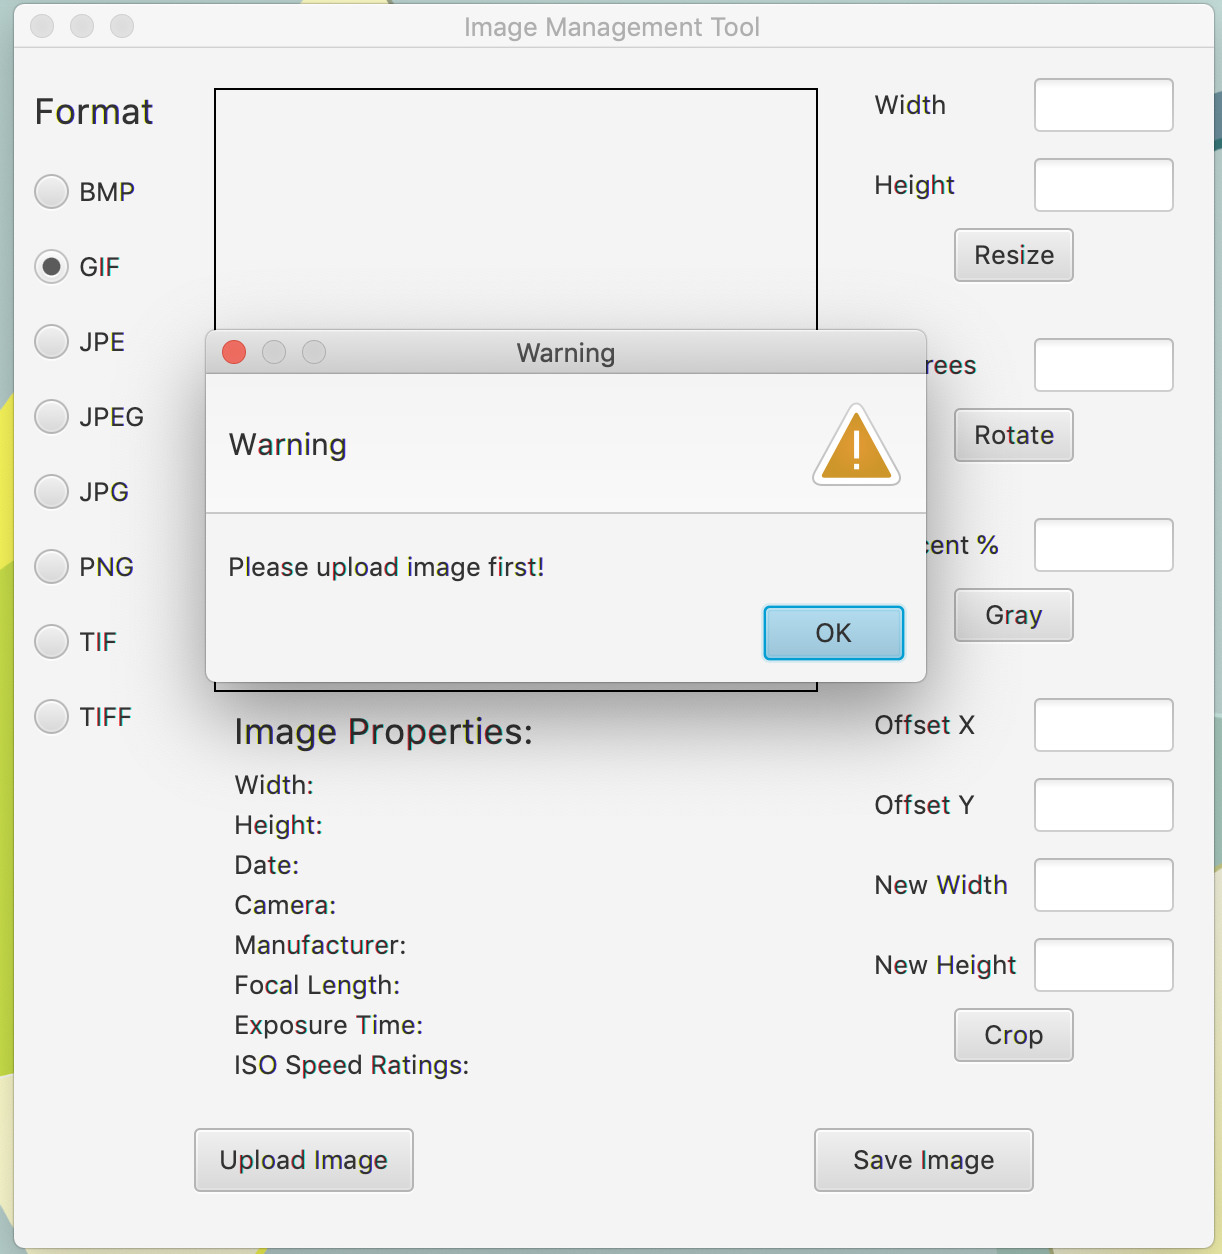 Image Management Tool
Format
BMP
GIF
JPE
JPEG
JPG
PNG
TIF
TIFF
Warning
Warning
Please upload image first!
OK
Width
Height
Resize
rees
Rotate
cent %
Gray
Offset X
Offset Y
New Width
New Height
Crop
Image Properties:
Width:
Height:
Date:
Camera:
Manufacturer:
Focal Length:
Exposure Time:
ISO Speed Ratings:
Upload Image
Save Image